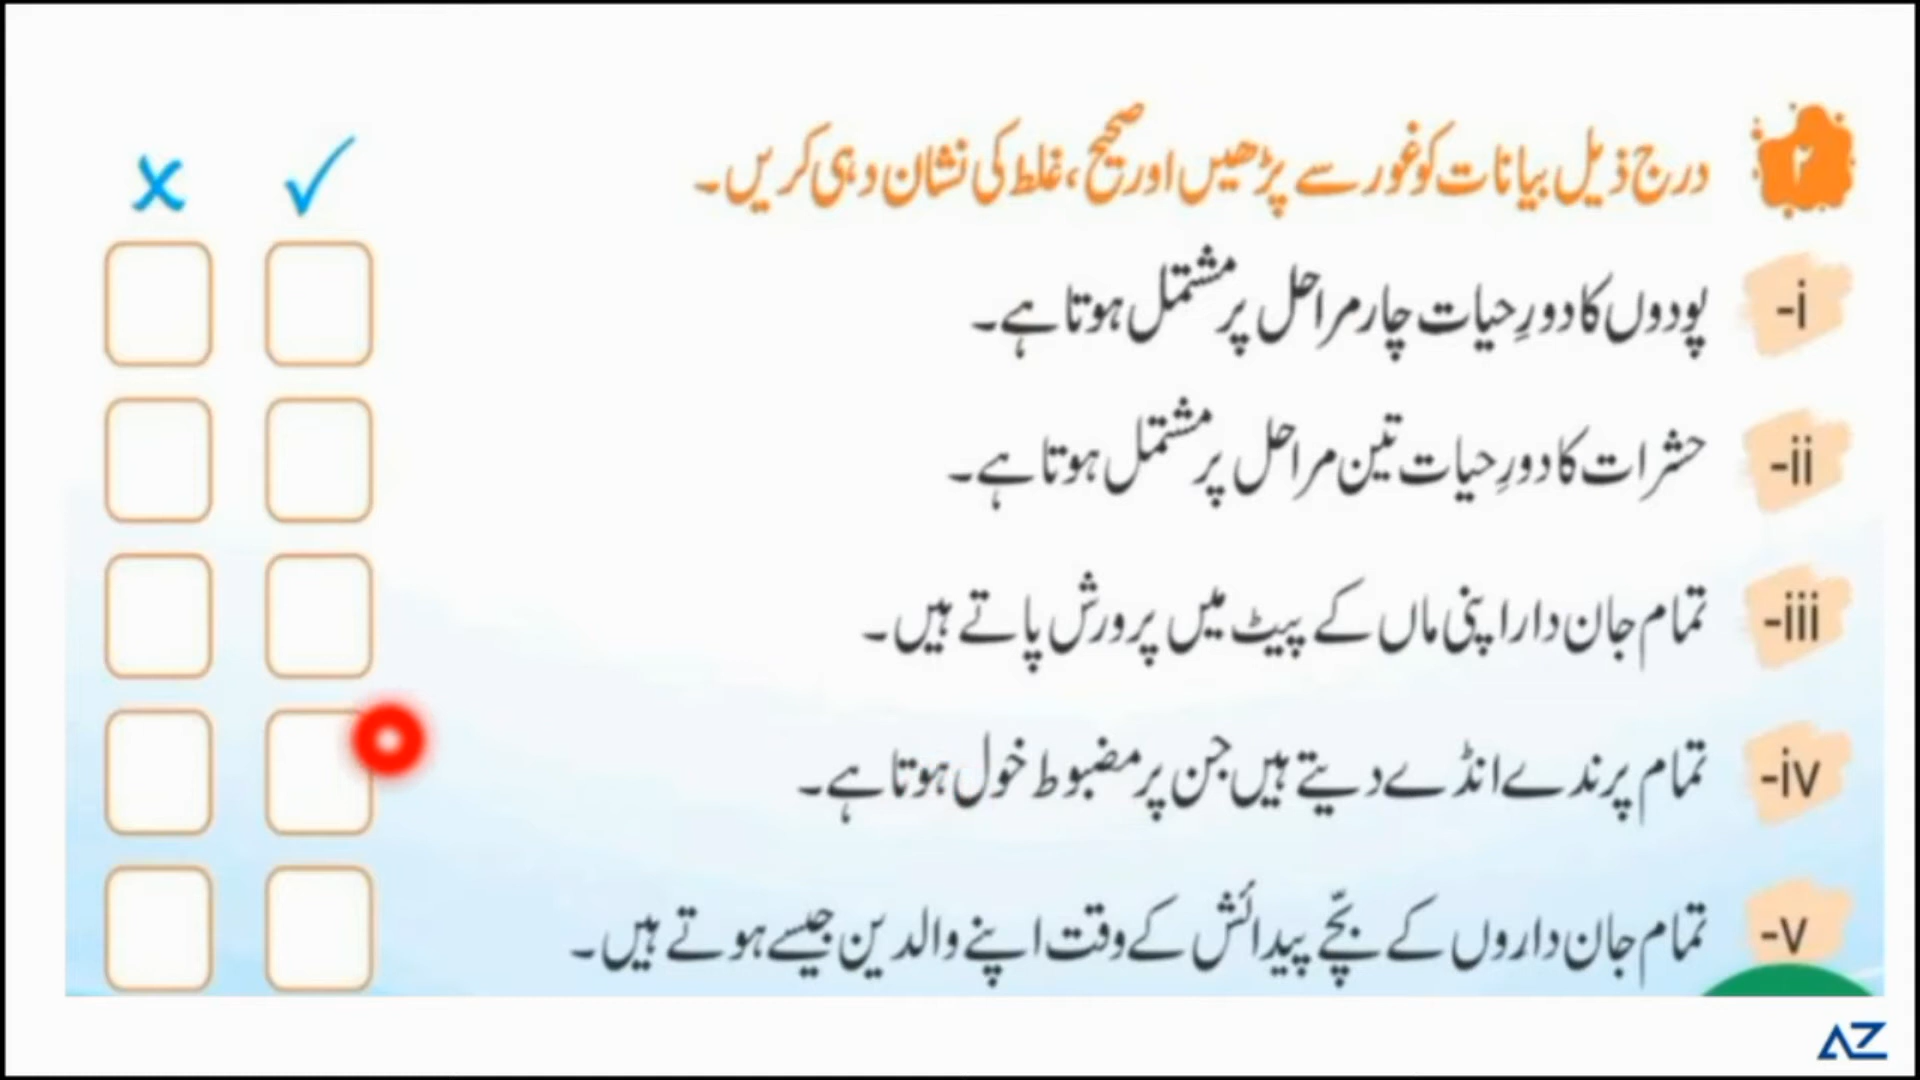 ۲ درج ذیل بیانات کو غور سے پڑھیں اور صحیح، غلط کی نشان دہی کریں۔ ✓ ✗
-i پودوں کا دورِ حیات چار مراحل پر مشتمل ہوتا ہے۔
-ii حشرات کا دورِ حیات تین مراحل پر مشتمل ہوتا ہے۔
-iii تمام جان دار اپنی ماں کے پیٹ میں پرورش پاتے ہیں۔
-iv تمام پرندے انڈے دیتے ہیں جن پر مضبوط خول ہوتا ہے۔
-v تمام جان داروں کے بچّے پیدائش کے وقت اپنے والدین جیسے ہوتے ہیں۔
AZ